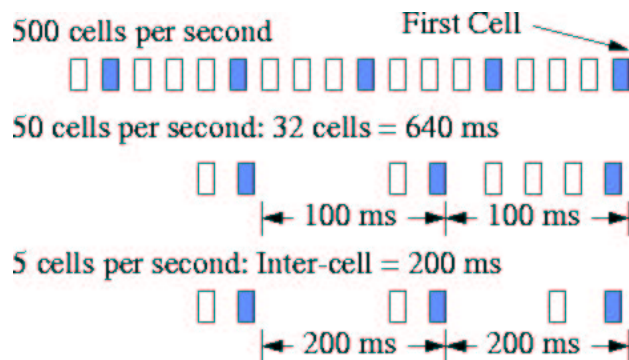 500 cells per second
First Cell
50 cells per second: 32 cells = 640 ms
100 ms
100 ms
5 cells per second: Inter-cell = 200 ms
200 ms
200 ms